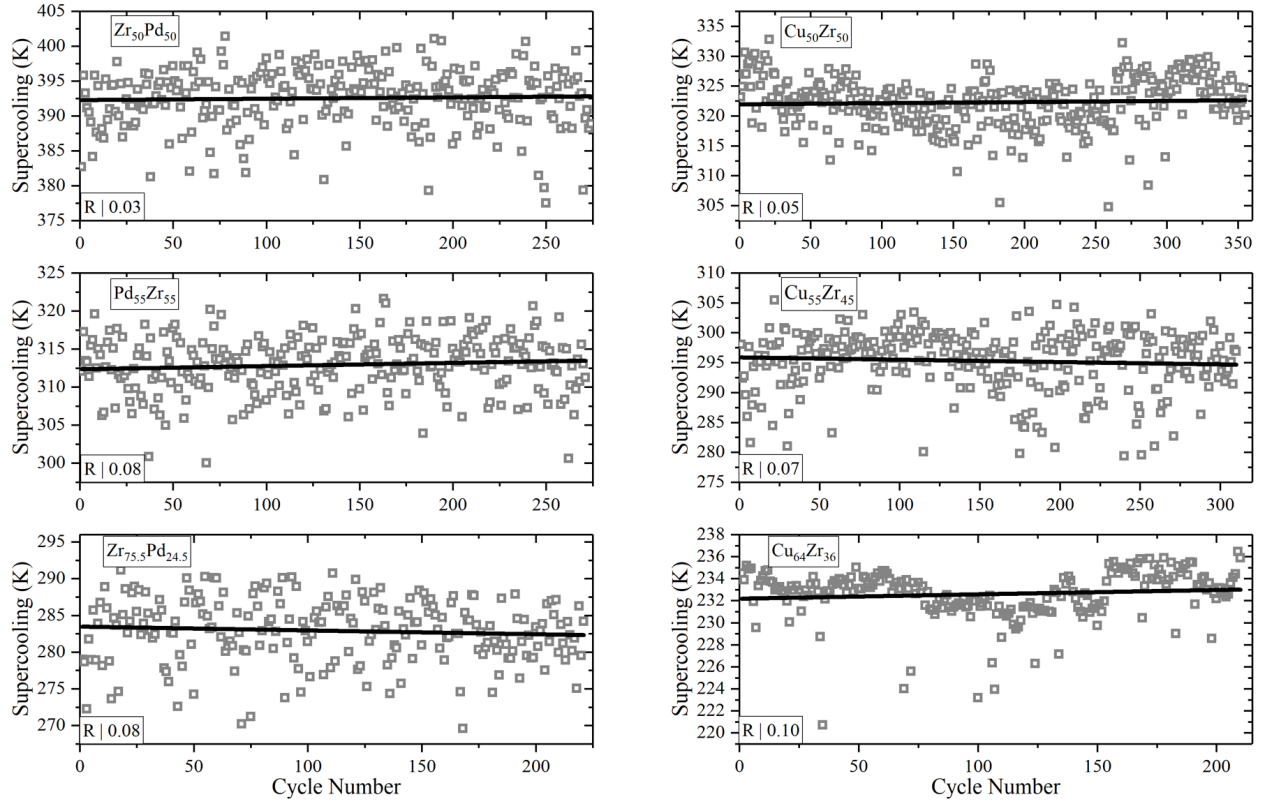 Zr50Pd50
Supercooling (K)
405
400
395
390
385
380
375
R | 0.03
0 50 100 150 200 250
Cu50Zr50
Supercooling (K)
335
330
325
320
315
310
305
R | 0.05
0 50 100 150 200 250 300 350
Pd55Zr55
Supercooling (K)
325
320
315
310
305
300
R | 0.08
0 50 100 150 200 250
Cu55Zr45
Supercooling (K)
310
305
300
295
290
285
280
275
R | 0.07
0 50 100 150 200 250 300
Zr75.5Pd24.5
Supercooling (K)
295
290
285
280
275
270
R | 0.08
0 50 100 150 200
Cycle Number
Cu64Zr36
Supercooling (K)
238
236
234
232
230
228
226
224
222
220
R | 0.10
0 50 100 150 200
Cycle Number